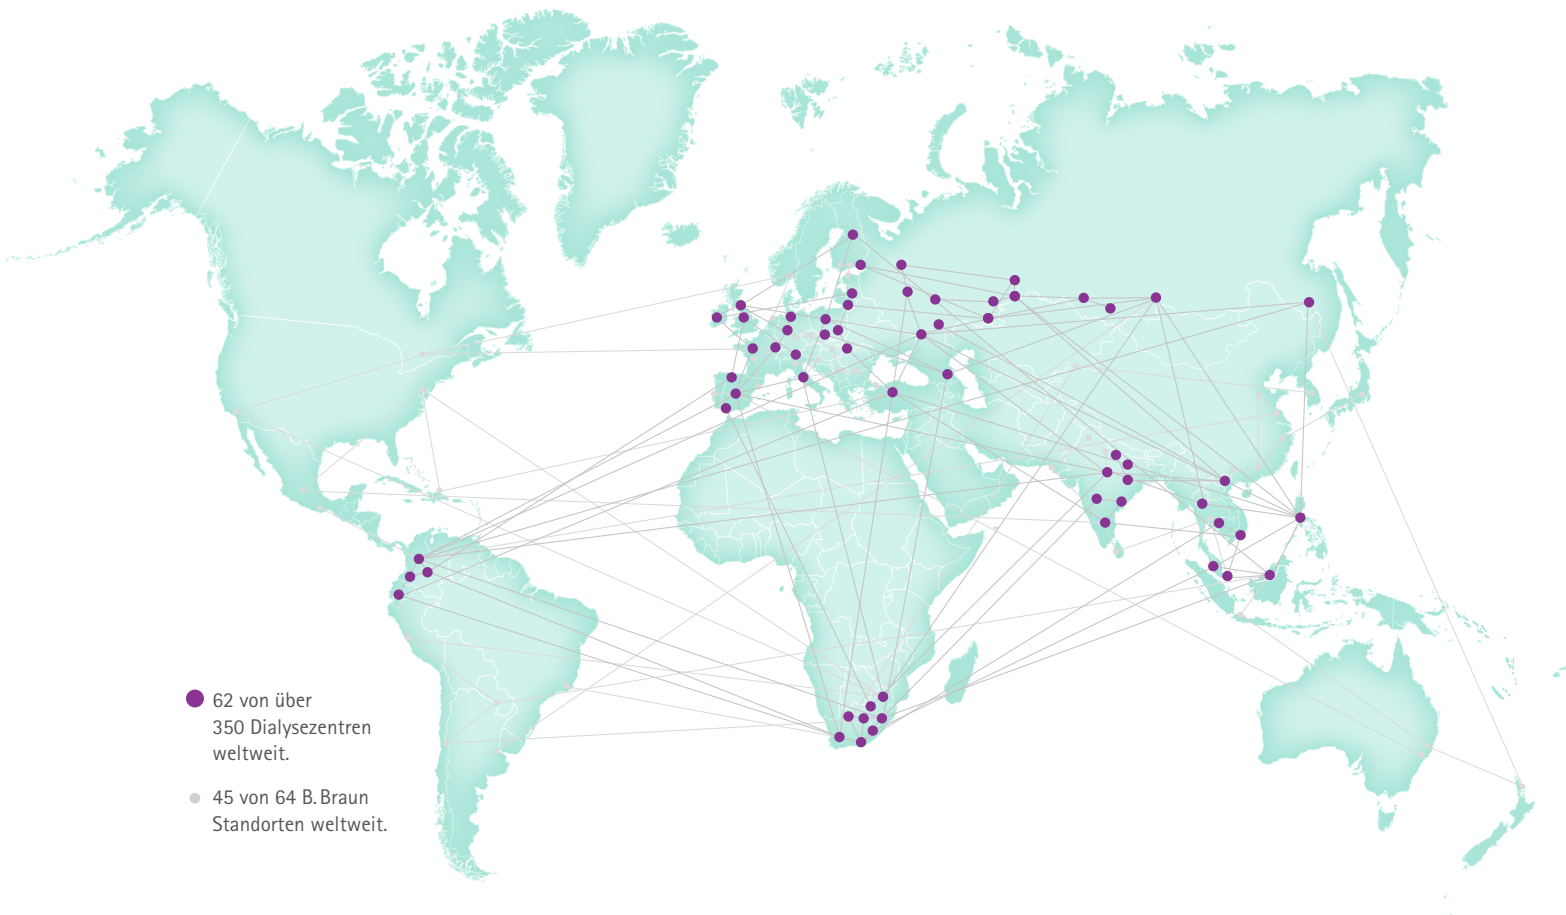 62 von über
350 Dialysezentren
weltweit.
45 von 64 B. Braun
Standorten weltweit.